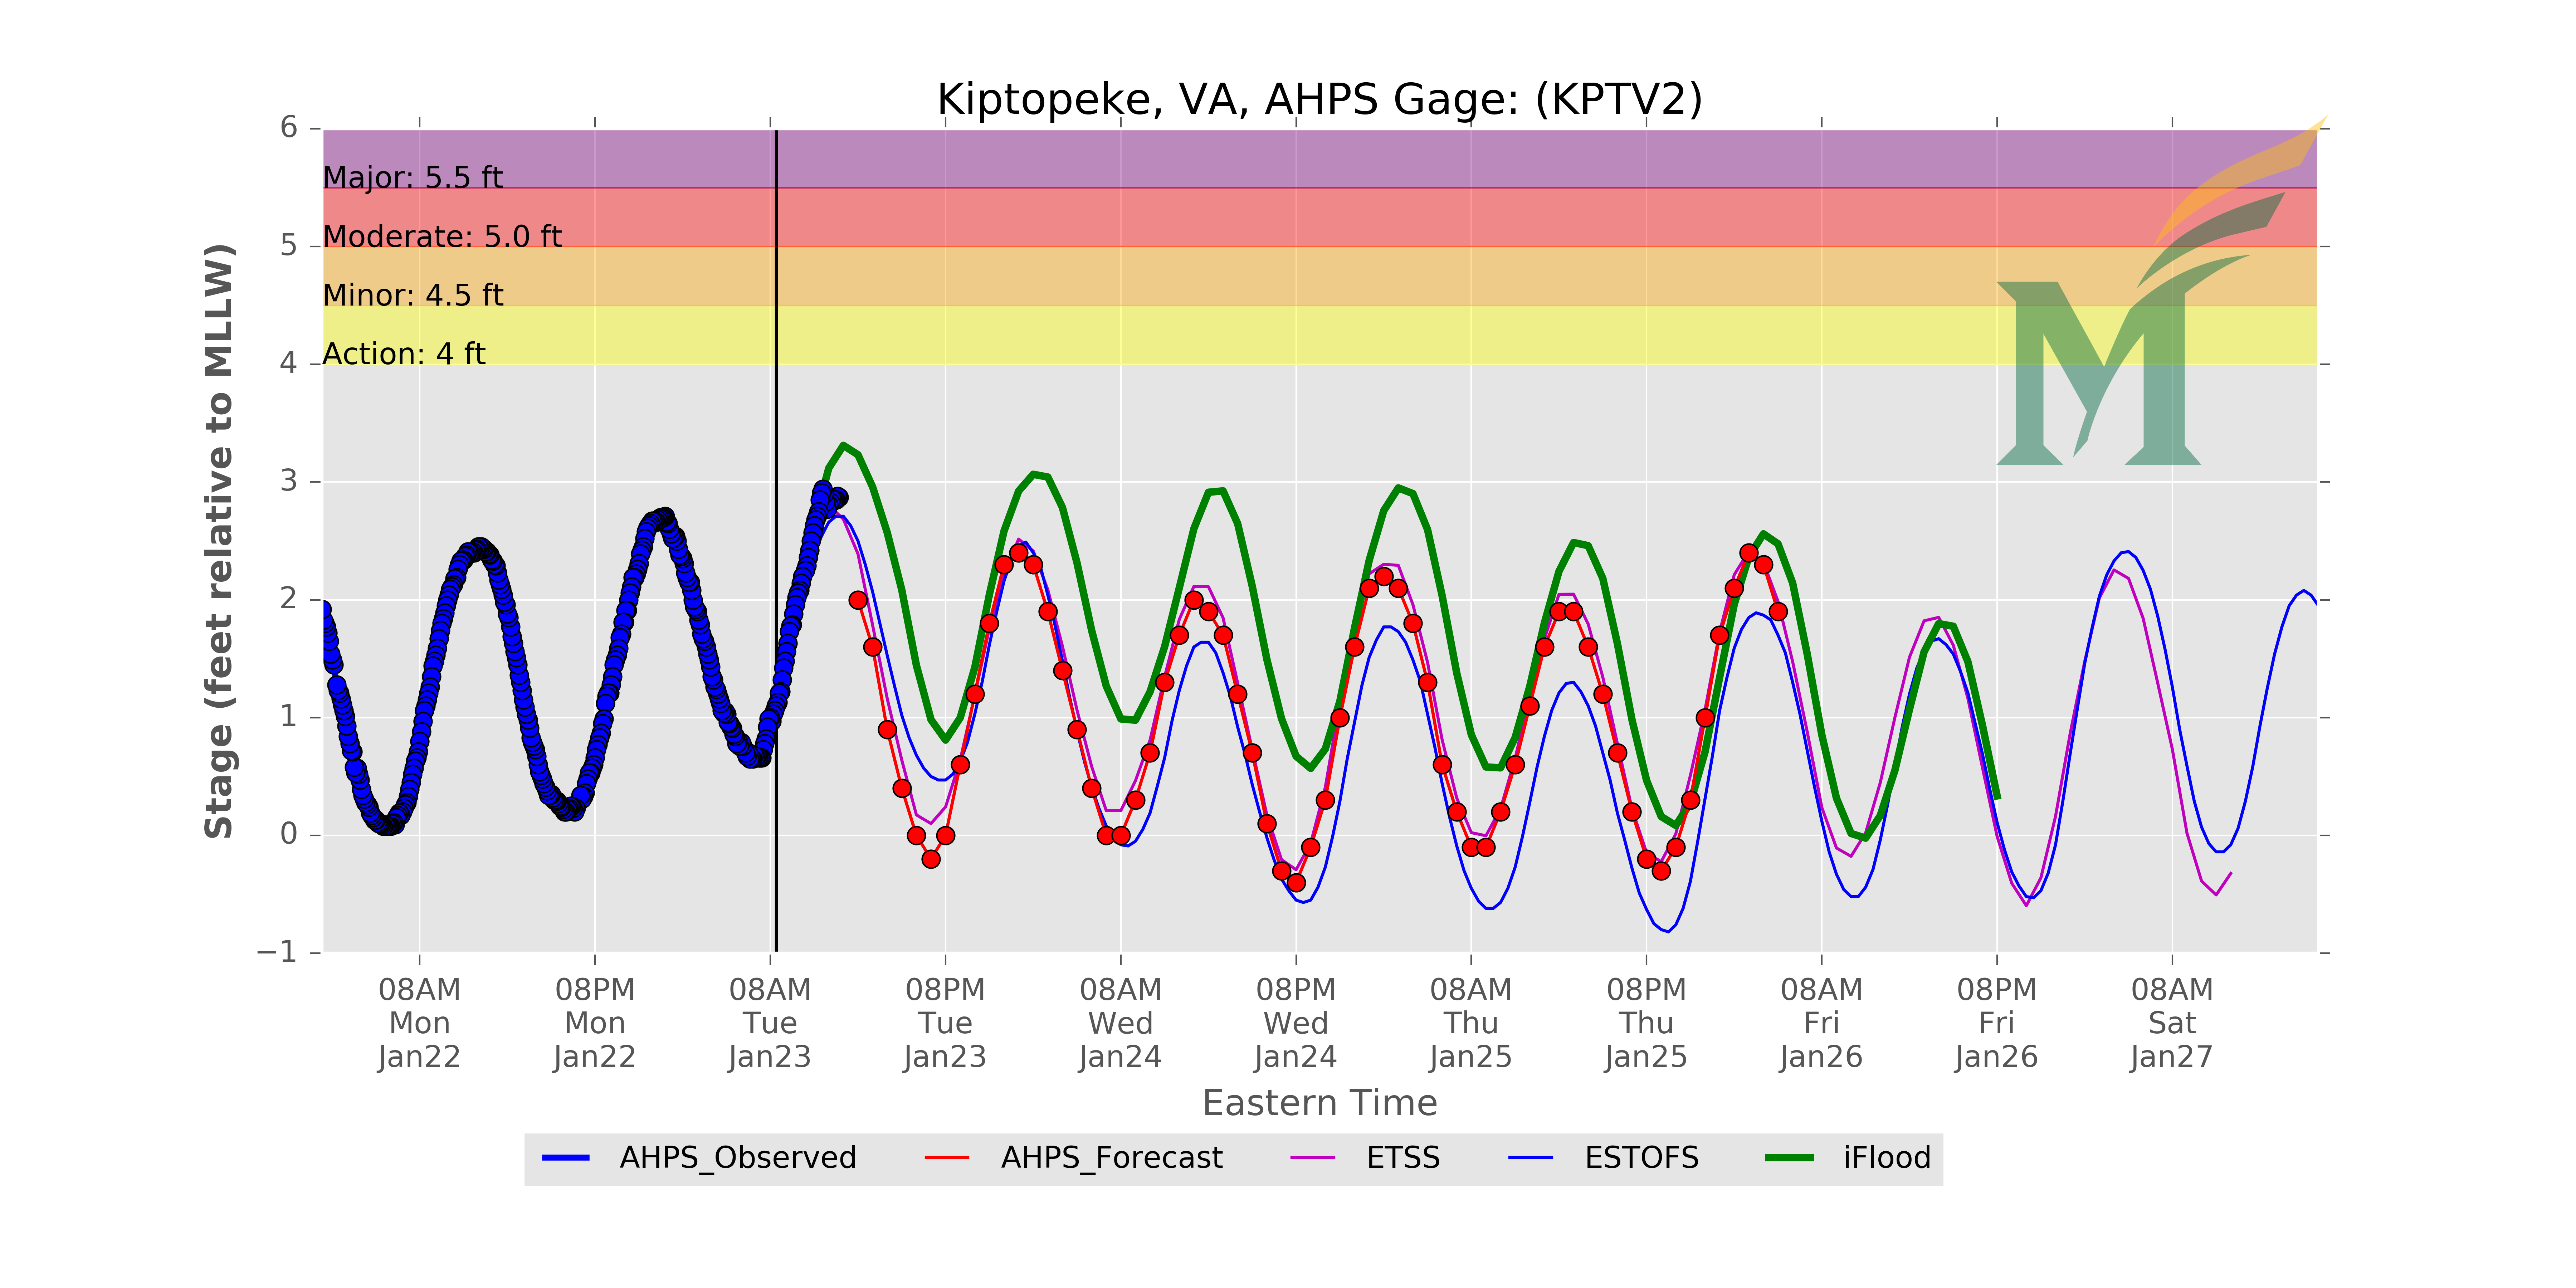 Kiptopeke, VA, AHPS Gage: (KPTV2)
6
Major: 5.5 ft
Moderate: 5.0 ft
5
Minor: 4.5 ft
Action: 4 ft
4
3
2
1
0
−1
Stage (feet relative to MLLW)
08AM 08PM 08AM 08PM 08AM 08PM 08AM 08PM 08AM 08PM 08AM
Mon Mon Tue Tue Wed Wed Thu Thu Fri Fri Sat
Jan22 Jan22 Jan23 Jan23 Jan24 Jan24 Jan25 Jan25 Jan26 Jan26 Jan27
Eastern Time
AHPS_Observed AHPS_Forecast ETSS ESTOFS iFlood
M